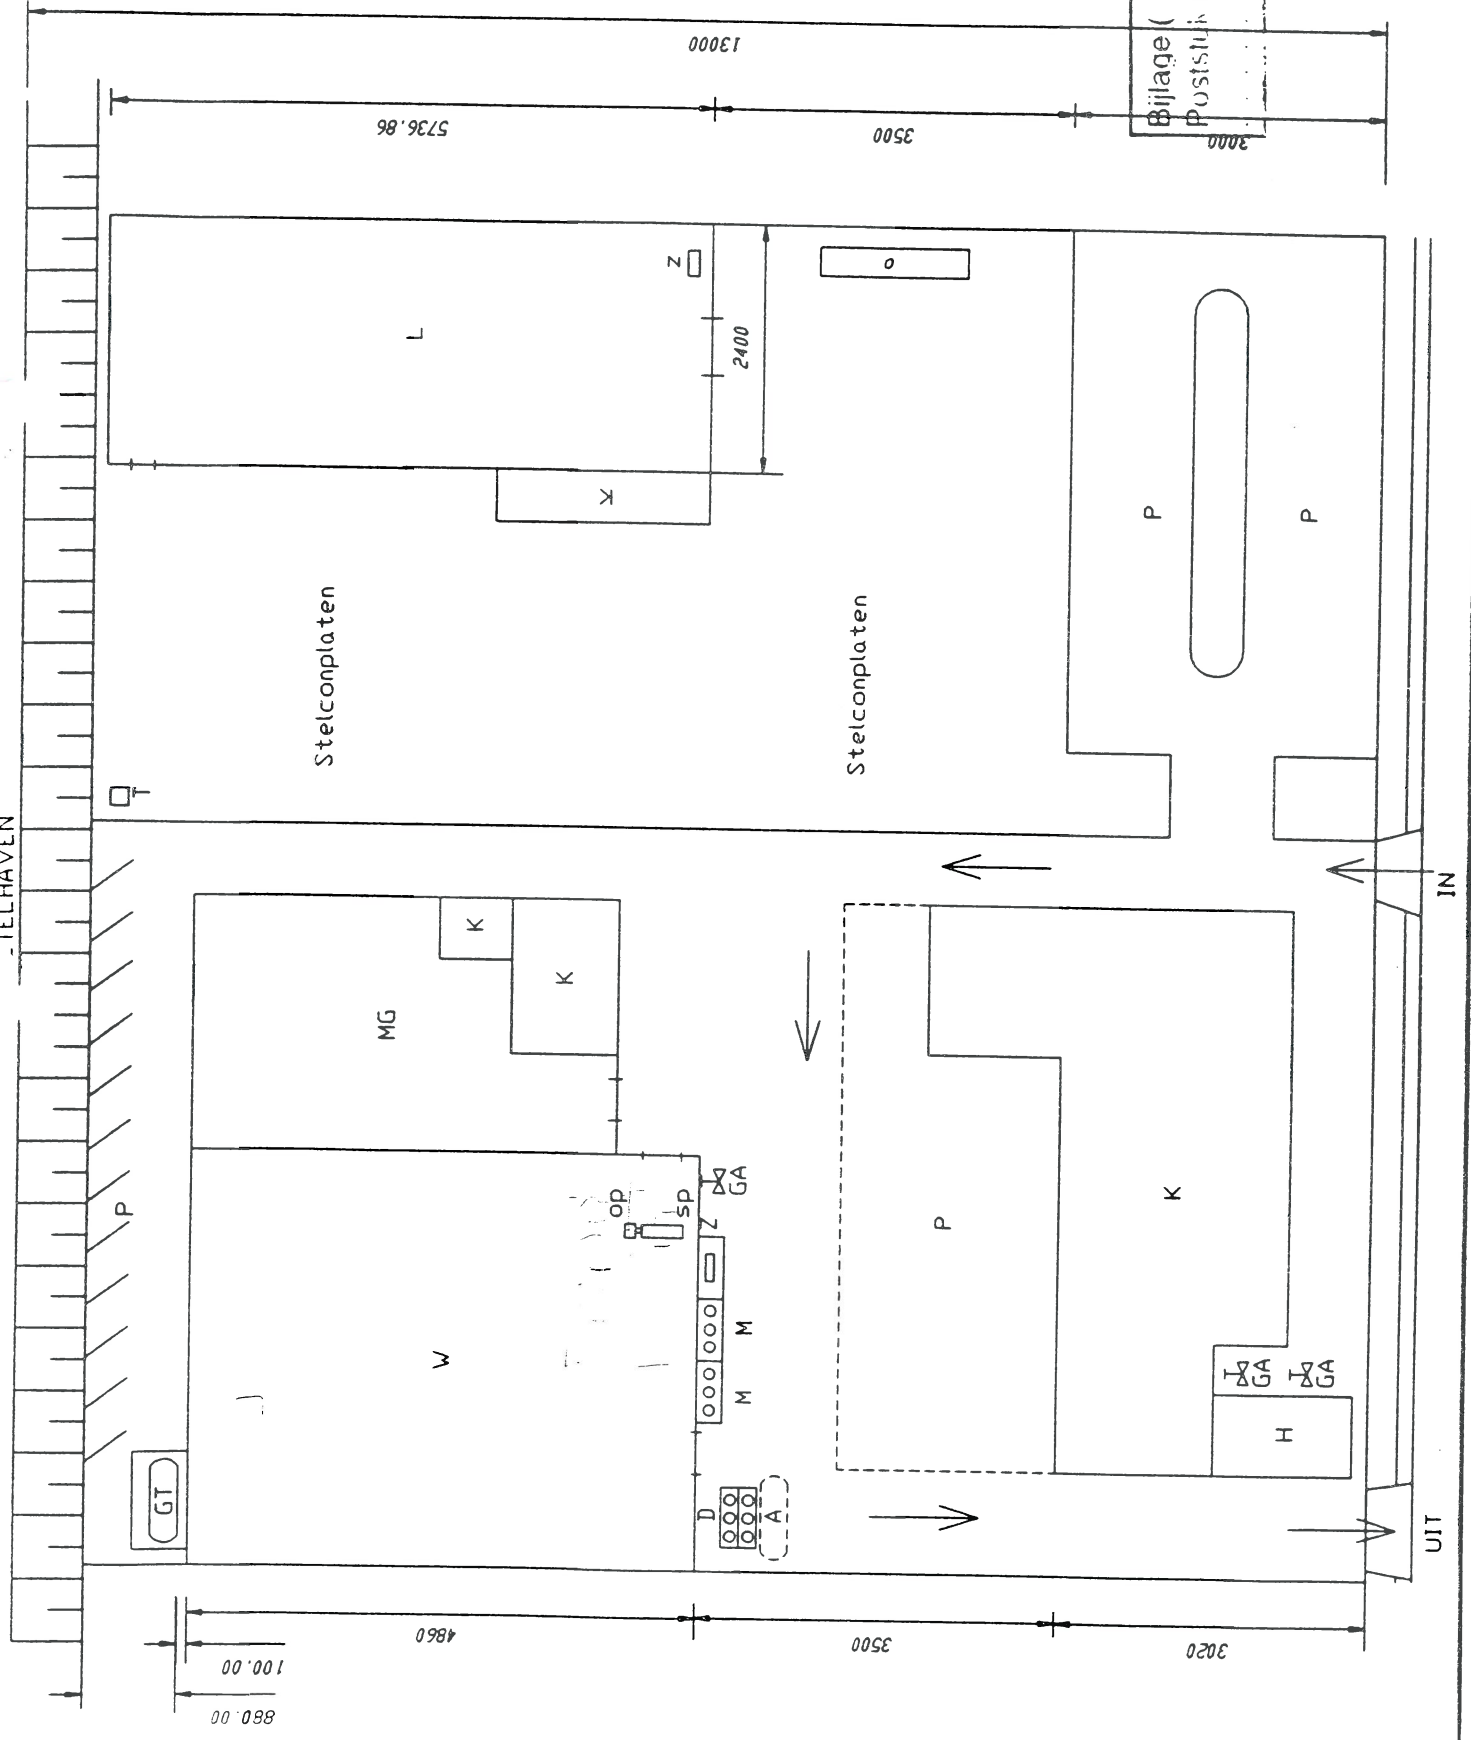 13000
5736.86
3500
3000
Bijlage (
Z
L
2400
o
K
P
P
Stelconplaten
Stelconplaten
T
K
K
MG
IN
P
op
sp
GA
Z
P
K
W
M
M
GA
GA
H
GT
D
A
UIT
4860
3500
3020
100.00
880.00